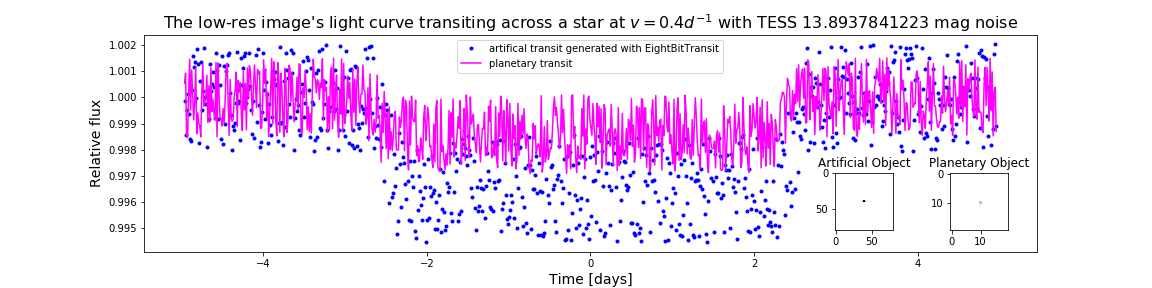 The low-res image's light curve transiting across a star at v = 0.4d⁻¹ with TESS 13.8937841223 mag noise
artifical transit generated with EightBitTransit
planetary transit
Relative flux
1.002
1.001
1.000
0.999
0.998
0.997
0.996
0.995
Artificial Object
0
50
0 50
Planetary Object
0
10
0 10
−4 −2 0 2 4
Time [days]